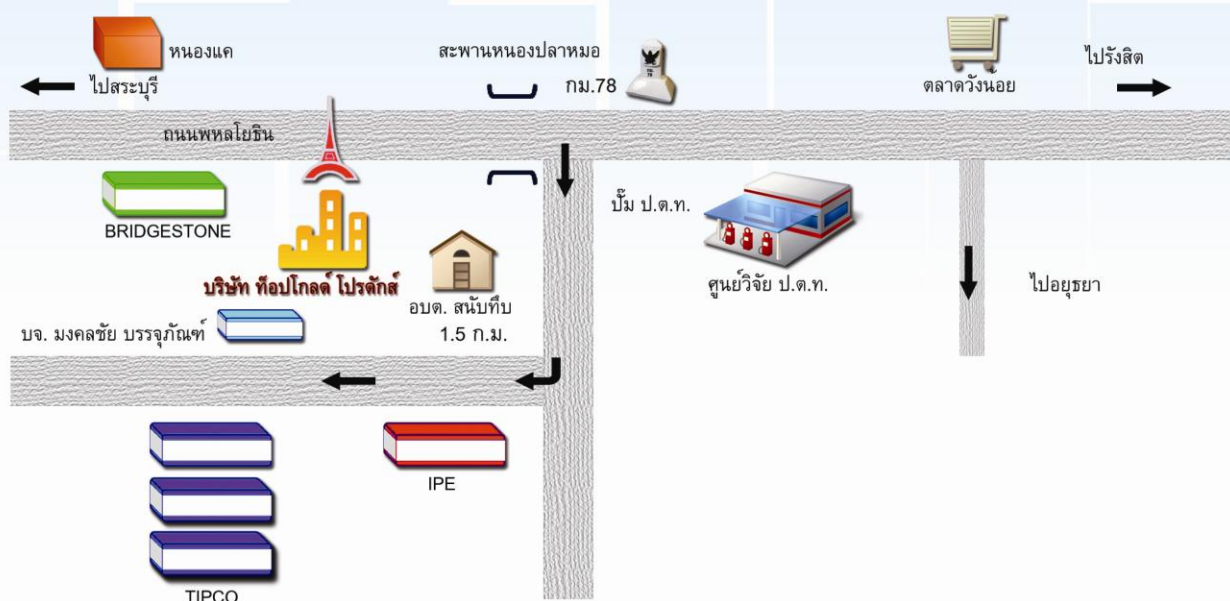 หนองแค
สะพานหนองปลาหมอ
ไปรังสิต
ไปสระบุรี
กม.78
ตลาดวังน้อย
ถนนพหลโยธิน
ปั๊ม ป.ต.ท.
BRIDGESTONE
บริษัท ท็อปโกลด์ โปรดักส์
ศูนย์วิจัย ป.ต.ท.
ไปอยุธยา
อบต. สนับทึบ
1.5 ก.ม.
บจ. มงคลชัย บรรจุภัณฑ์
IPE
TIPCO